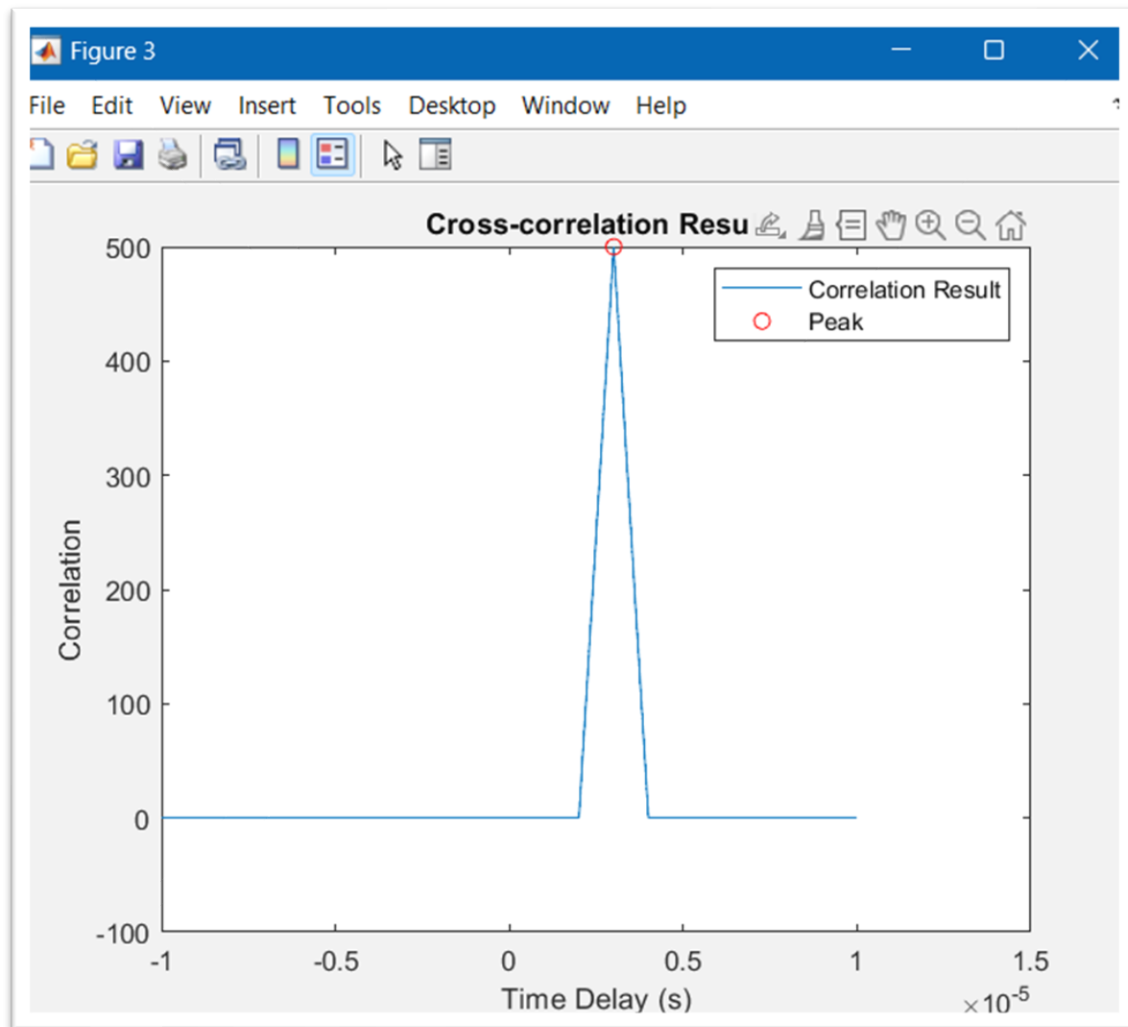 Figure 3
File Edit View Insert Tools Desktop Window Help
Cross-correlation Resu
Correlation Result
Peak
500
400
300
200
100
0
-100
Correlation
-1 -0.5 0 0.5 1 1.5
Time Delay (s)
×10-5